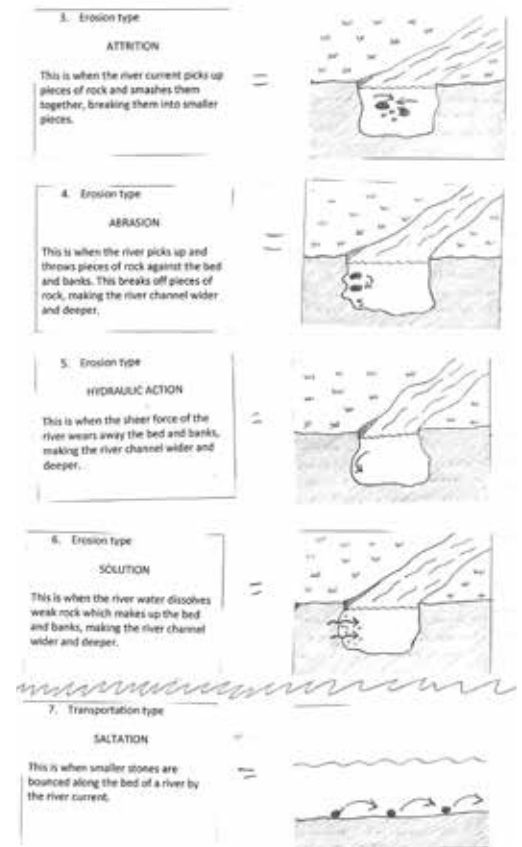 3. Erosion type
ATTRITION
This is when the river current picks up
pieces of rock and smashes them
together, breaking them into smaller
pieces.
=
4. Erosion type
ABRASION
This is when the river picks up and
throws pieces of rock against the bed
and banks. This breaks off pieces of
rock, making the river channel wider
and deeper.
=
5. Erosion type
HYDRAULIC ACTION
This is when the sheer force of the
river wears away the bed and banks,
making the river channel wider and
deeper.
=
6. Erosion type
SOLUTION
This is when the river water dissolves
weak rock which makes up the bed
and banks, making the river channel
wider and deeper.
=
7. Transportation type
SALTATION
This is when smaller stones are
bounced along the bed of a river by
the river current.
=